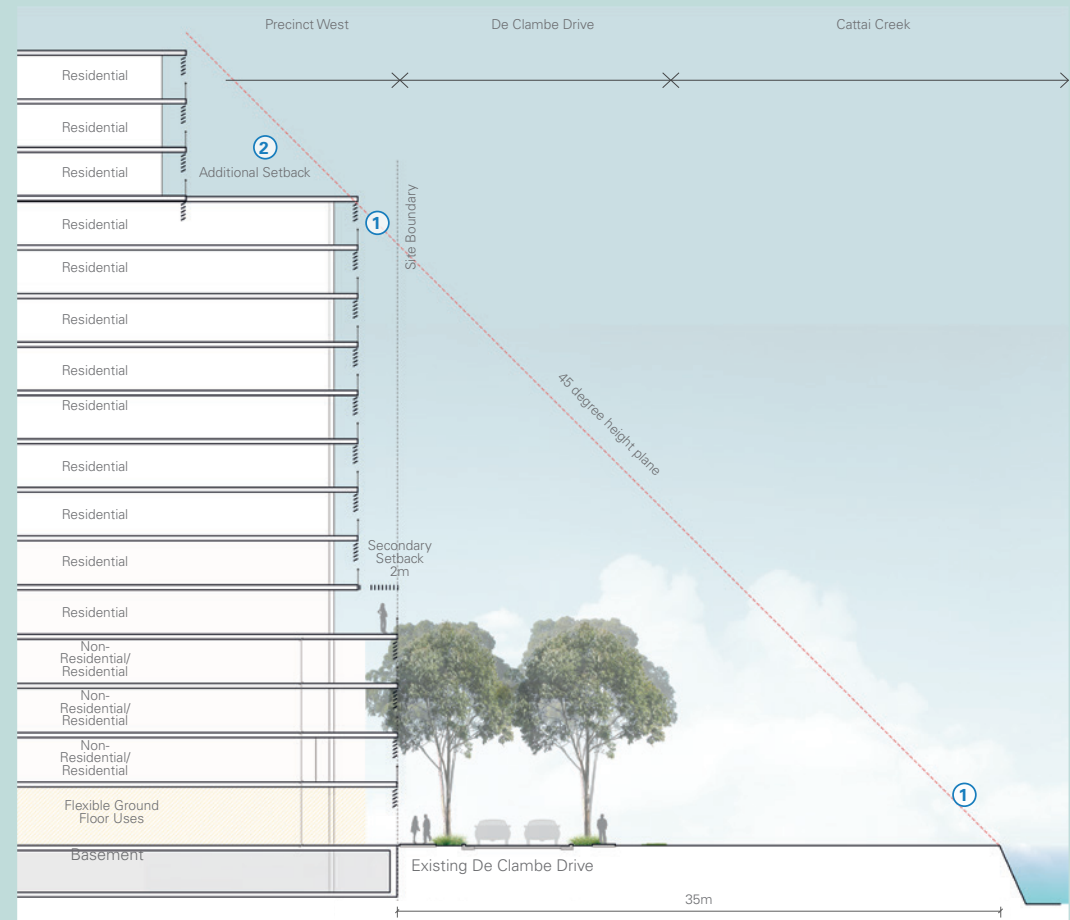 Precinct West
De Clambe Drive
Cattai Creek
Residential
Residential
2
Residential
Additional Setback
1
Site Boundary
Residential
Residential
Residential
Residential
45 degree height plane
Residential
Residential
Residential
Secondary
Setback
2m
Residential
Residential
Non-
Residential/
Residential
Non-
Residential/
Residential
Non-
Residential/
Residential
1
Flexible Ground
Floor Uses
Basement
Existing De Clambe Drive
35m